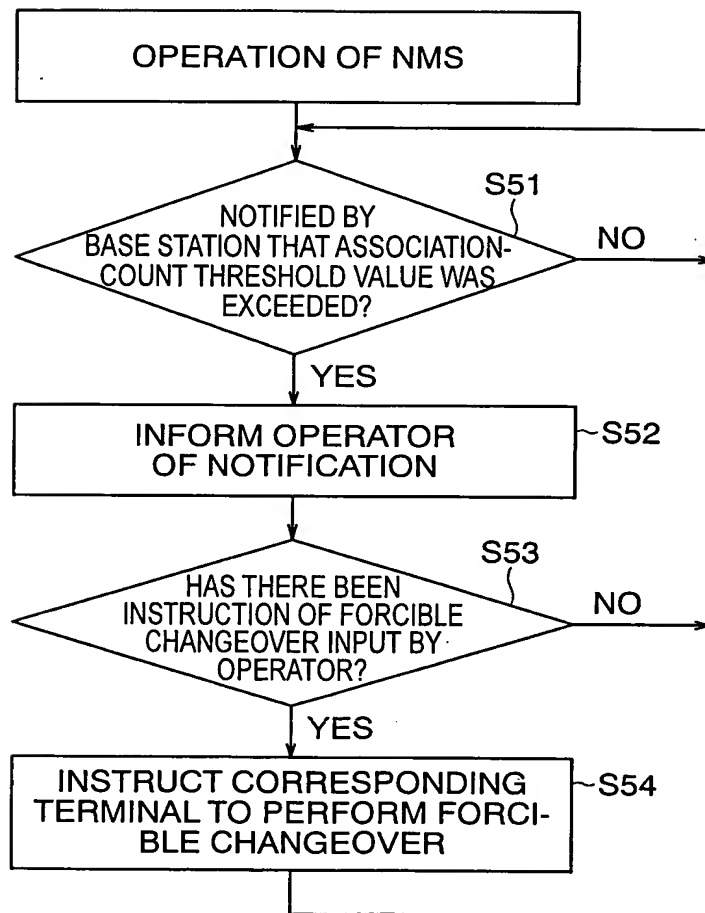 OPERATION OF NMS
S51
NOTIFIED BY
BASE STATION THAT ASSOCIATION-
COUNT THRESHOLD VALUE WAS
EXCEEDED?
NO
YES
INFORM OPERATOR
OF NOTIFICATION
S52
S53
HAS THERE BEEN
INSTRUCTION OF FORCIBLE
CHANGEOVER INPUT BY
OPERATOR?
NO
YES
INSTRUCT CORRESPONDING
TERMINAL TO PERFORM FORCI-
BLE CHANGEOVER
S54